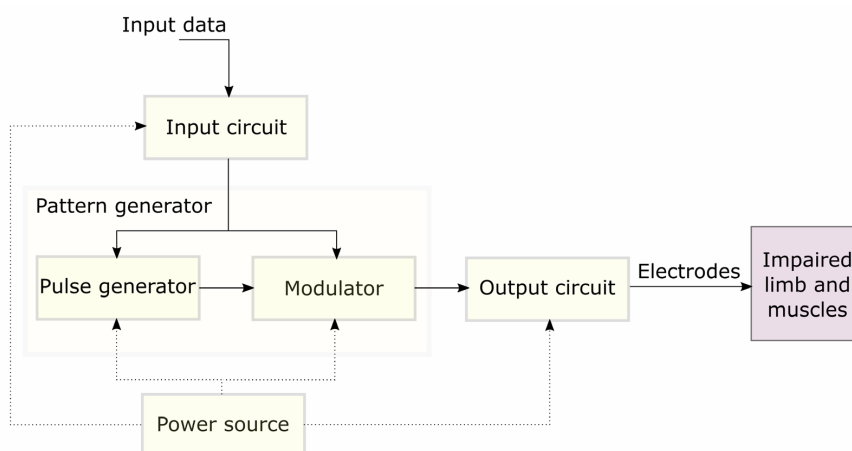 Input data
Input circuit
Pattern generator
Pulse generator
Modulator
Output circuit
Electrodes
Impaired
limb and
muscles
Power source